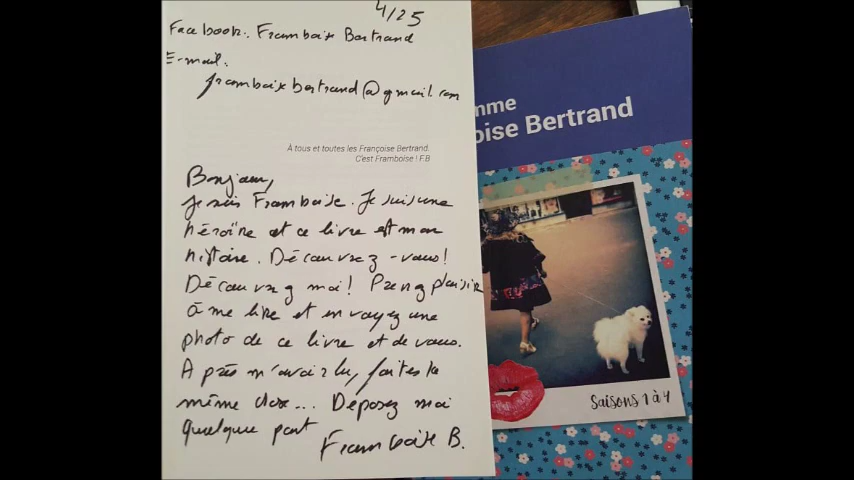 4/25
Facebook: Framboise Bertrand
E-mail:
framboisebertrand@gmail.com
À tous et toutes les Françoise Bertrand.
C'est Framboise ! F.B
Bonjour,
Je suis Framboise. Je suis une
héroïne et ce livre est mon
histoire. Découvrez-vous!
Découvrez moi! Prenez plaisir
à me lire et envoyez une
photo de ce livre et de vous.
Après m'avoir lu, faites la
même chose... Déposez moi
quelque part
Framboise B.
mme
oise Bertrand
Saisons 1 à 4